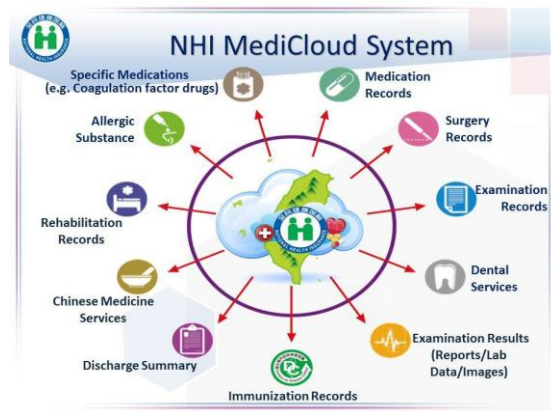 NHI MediCloud System
Specific Medications
(e.g. Coagulation factor drugs)
Medication
Records
Allergic
Substance
Surgery
Records
Rehabilitation
Records
Examination
Records
Chinese Medicine
Services
Dental
Services
Discharge Summary
Examination Results
(Reports/Lab
Data/Images)
Immunization Records